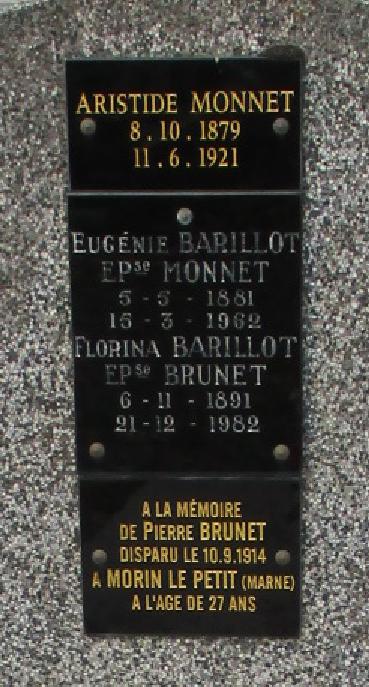 ARISTIDE MONNET
8.10.1879
11.6.1921
EUGÉNIE BARILLOT
EPse MONNET
5-5-1881
15-3-1962
FLORINA BARILLOT
EPse BRUNET
6-11-1891
21-12-1982
A LA MÉMOIRE
DE PIERRE BRUNET
DISPARU LE 10.9.1914
A MORIN LE PETIT (MARNE)
A L'AGE DE 27 ANS